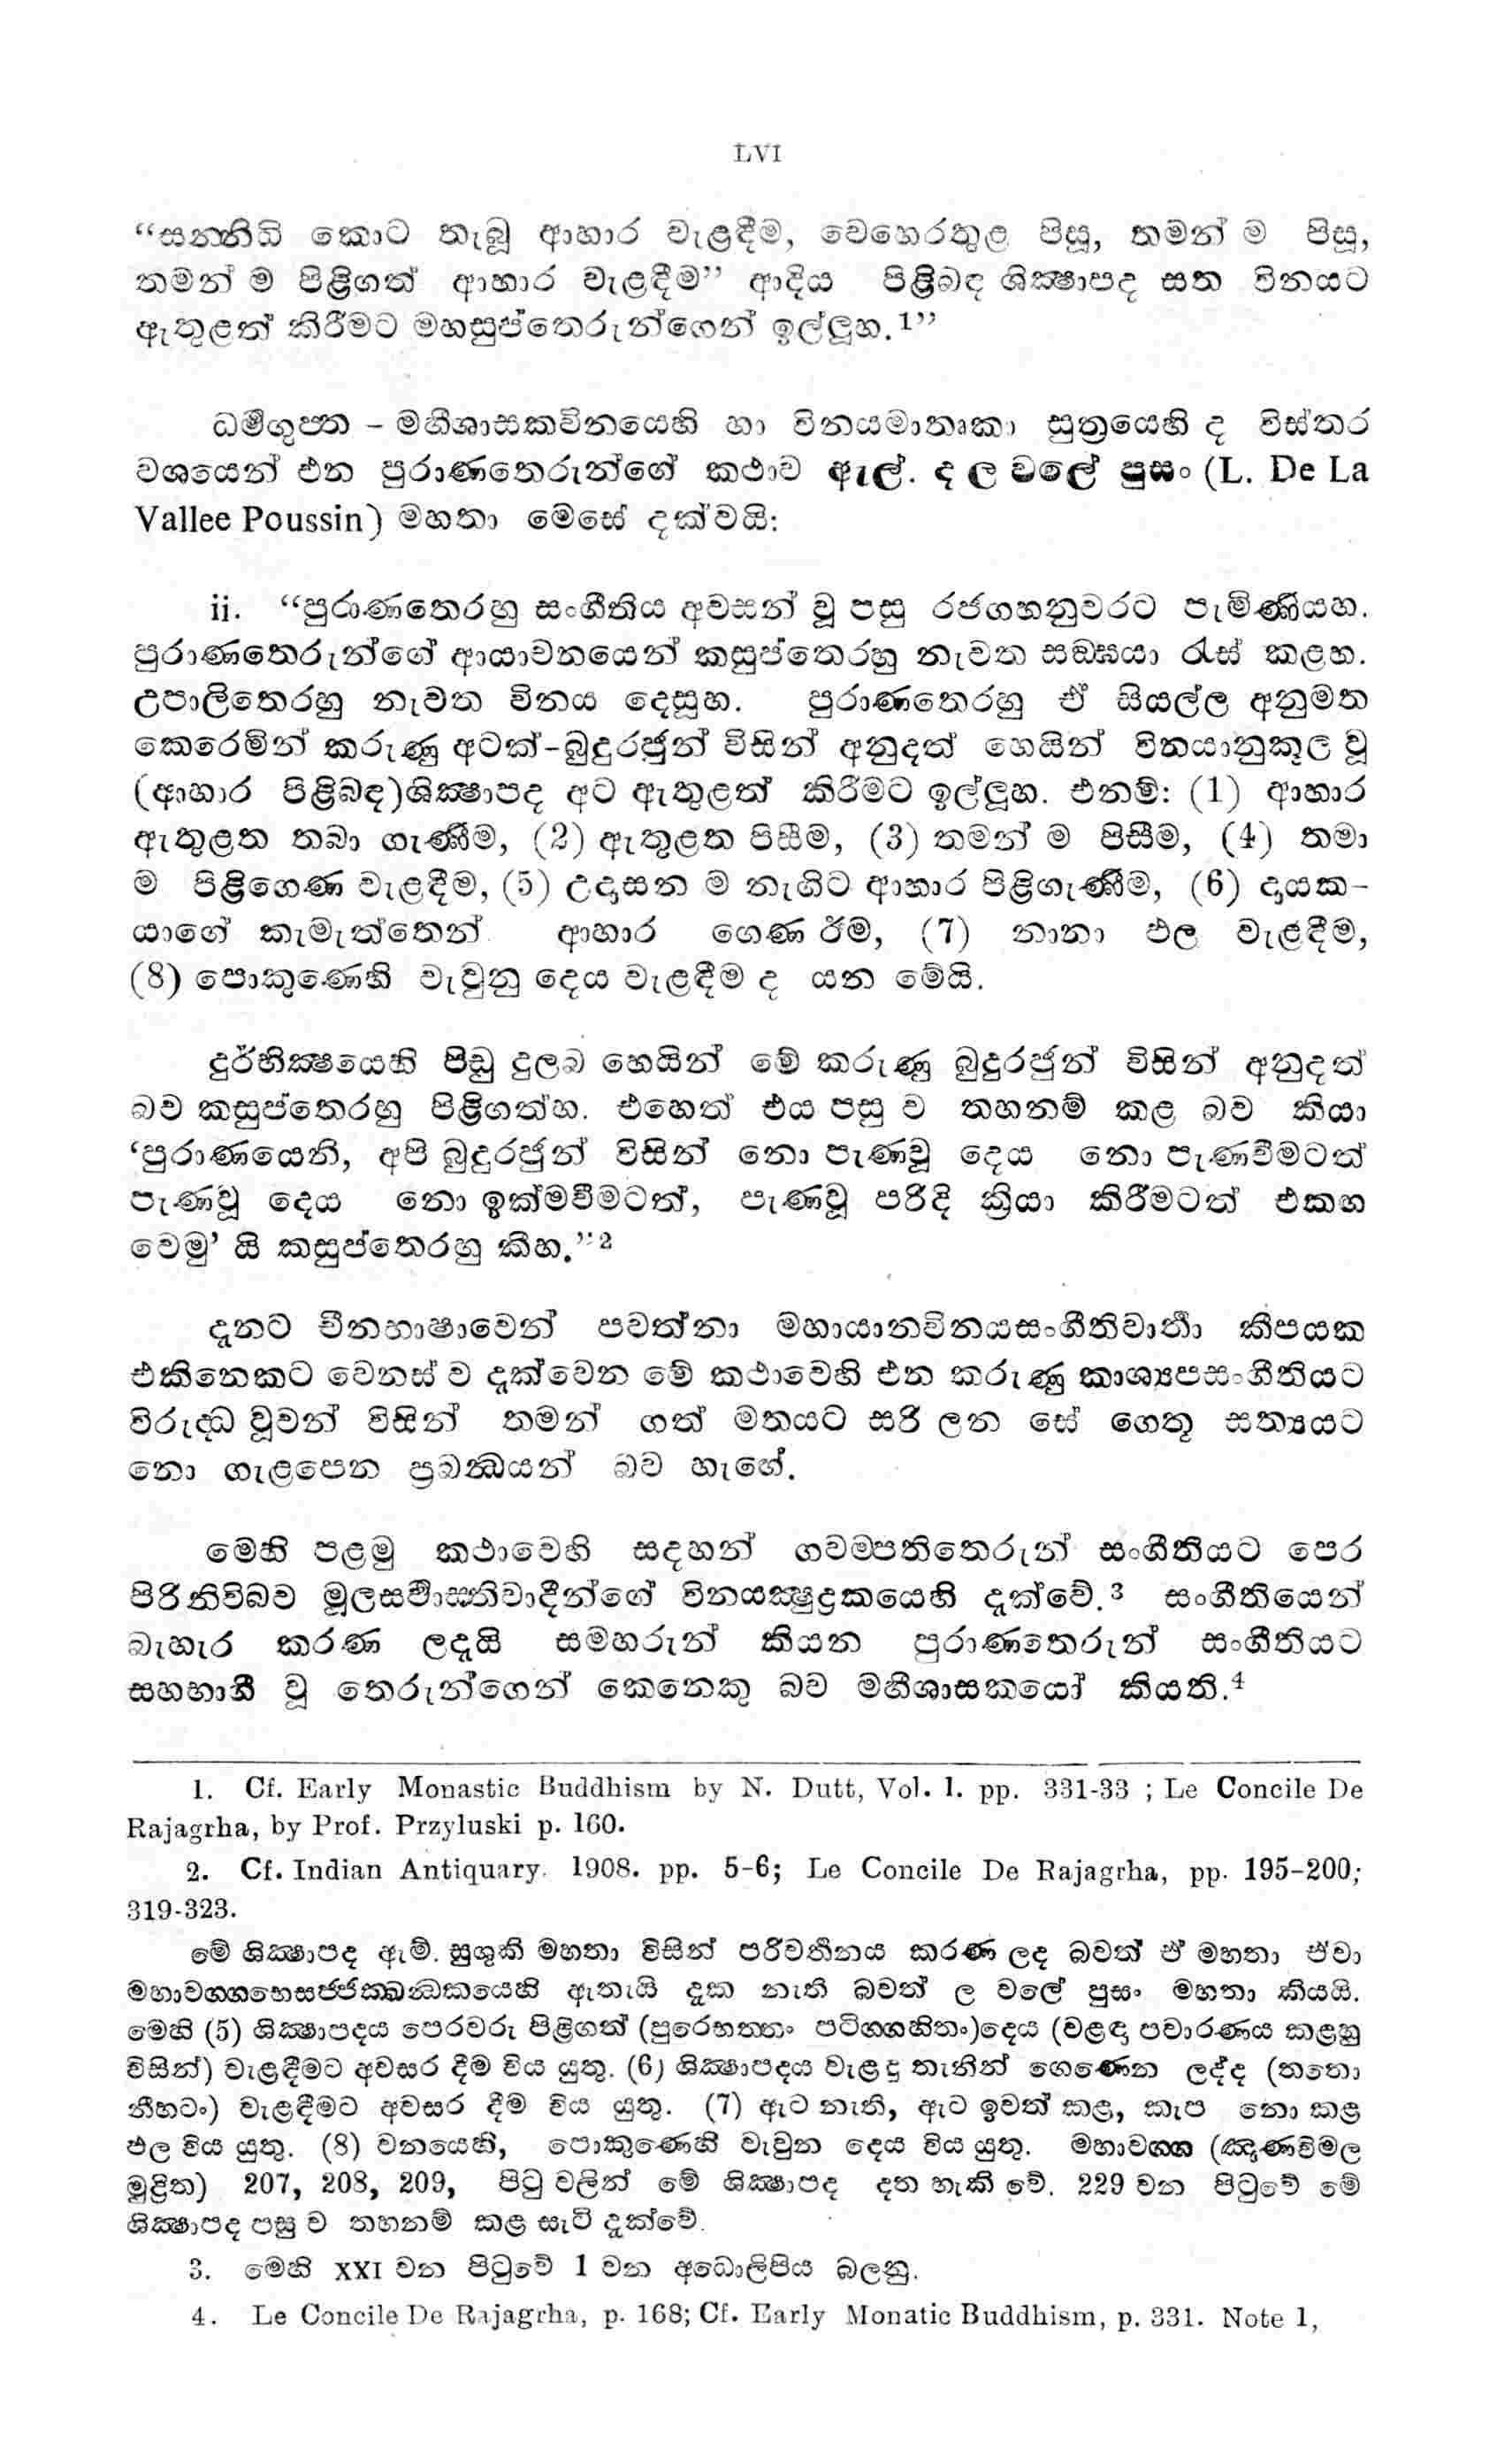 LVI
“සන්නිධි කොට තැබූ ආහාර වැළඳීම, වෙහෙරතුළ පිසූ, තමන් ම පිසූ,
තමන් ම පිළිගත් ආහාර වැළඳීම” ආදිය පිළිබඳ ශික්‍ෂාපද සත විනයට
ඇතුළත් කිරීමට මහසුප්තෙරුන්ගෙන් ඉල්ලූහ.1”
ධර්‍මගුප්ත – මහීශාසකවිනයෙහි හා විනයමාතෘකා සූත්‍රයෙහි ද විස්තර
වශයෙන් එන පුරාණතෙරුන්ගේ කථාව ඇල්. ද ල වලේ පුසං (L. De La
Vallee Poussin) මහතා මෙසේ දක්වයි:
ii. “පුරාණතෙරහු සංගීතිය අවසන් වූ පසු රජගහනුවරට පැමිණියහ.
පුරාණතෙරුන්ගේ ආයාචනයෙන් කසුප්තෙරහු නැවත සඞ්ඝයා රැස් කළහ.
උපාලිතෙරහු නැවත විනය දෙසූහ. පුරාණතෙරහු ඒ සියල්ල අනුමත
කෙරෙමින් කරුණු අටක්-බුදුරජුන් විසින් අනුදත් හෙයින් විනයානුකූල වූ
(ආහාර පිළිබඳ)ශික්‍ෂාපද අට ඇතුළත් කිරීමට ඉල්ලූහ. එනම්: (1) ආහාර
ඇතුළත තබා ගැණීම, (2) ඇතුළත පිසීම, (3) තමන් ම පිසීම, (4) තමා
ම පිළිගෙණ වැළඳීම, (5) උදෑසන ම නැගිට ආහාර පිළිගැණීම, (6) දායක-
යාගේ කැමැත්තෙන් ආහාර ගෙණ ඊම, (7) නානා ඵල වැළඳීම,
(8) පොකුණෙහි වැවුනු දෙය වැළඳීම ද යන මේයි.
දුර්භික්‍ෂයෙහි පිඬු දුලබ හෙයින් මේ කරුණු බුදුරජුන් විසින් අනුදත්
බව කසුප්තෙරහු පිළිගත්හ. එහෙත් එය පසු ව තහනම් කළ බව කියා
‘පුරාණයෙනි, අපි බුදුරජුන් විසින් නො පැණවූ දෙය නො පැණවීමටත්
පැණවූ දෙය නො ඉක්මවීමටත්, පැණවූ පරිදි ක්‍රියා කිරීමටත් එකඟ
වෙමු’ යි කසුප්තෙරහු කීහ.”2
දැනට චීනභාෂාවෙන් පවත්නා මහායානවිනයසංගීතිවාර්‍තා කීපයක
එකිනෙකට වෙනස් ව දැක්වෙන මේ කථාවෙහි එන කරුණු කාශ්‍යපසංගීතියට
විරුද්ධ වූවන් විසින් තමන් ගත් මතයට සරි ලන සේ ගෙතූ සත්‍යයට
නො ගැළපෙන ප්‍රබන්‍ධයන් බව හැඟේ.
මෙහි පළමු කථාවෙහි සදහන් ගවම්පතිතෙරුන් සංගීතියට පෙර
පිරිනිවිබව මූලසර්‍වාස්තිවාදීන්ගේ විනයක්‍ෂුද්‍රකයෙහි දැක්වේ.3 සංගීතියෙන්
බැහැර කරණ ලදැයි සමහරුන් කියන පුරාණතෙරුන් සංගීතියට
සහභාගී වූ තෙරුන්ගෙන් කෙනෙකු බව මහීශාසකයෝ කියති.4
1. Cf. Early Monastic Buddhism by N. Dutt, Vol. 1. pp. 331-33 ; Le Concile De
Rajagrha, by Prof. Przyluski p. 160.
2. Cf. Indian Antiquary. 1908. pp. 5-6; Le Concile De Rajagrha, pp. 195-200;
319-323.
මේ ශික්‍ෂාපද ඇම්. සුශුකි මහතා විසින් පරිවර්‍තනය කරණ ලද බවත් ඒ මහතා ඒවා
මහාවග්ගභෙසජ්ජක්ඛන්‍ධකයෙහි ඇතැයි දැක නැති බවත් ල වලේ පුසං මහතා කියයි.
මෙහි (5) ශික්‍ෂාපදය පෙරවරු පිළිගත් (පුරෙභත්තං පටිග්ගහිතං)දෙය (වළඳා පවාරණය කළහු
විසින්) වැළඳීමට අවසර දීම විය යුතු. (6) ශික්‍ෂාපදය වැළඳූ තැනින් ගෙණෙන ලද්ද (තතො
නීහටං) වැළඳීමට අවසර දීම විය යුතු. (7) ඇට නැති, ඇට ඉවත් කළ, කැප නො කළ
ඵල විය යුතු. (8) වනයෙහි, පොකුණෙහි වැවුන දෙය විය යුතු. මහාවග්ග (ඤාණවිමල
මුද්‍රිත) 207, 208, 209, පිටු වලින් මේ ශික්‍ෂාපද දත හැකි වේ. 229 වන පිටුවේ මේ
ශික්‍ෂාපද පසු ව තහනම් කළ සැටි දැක්වේ.
3. මෙහි XXI වන පිටුවේ 1 වන අධොලිපිය බලනු.
4. Le Concile De Rajagrha, p. 168; Cf. Early Monatic Buddhism, p. 331. Note 1,